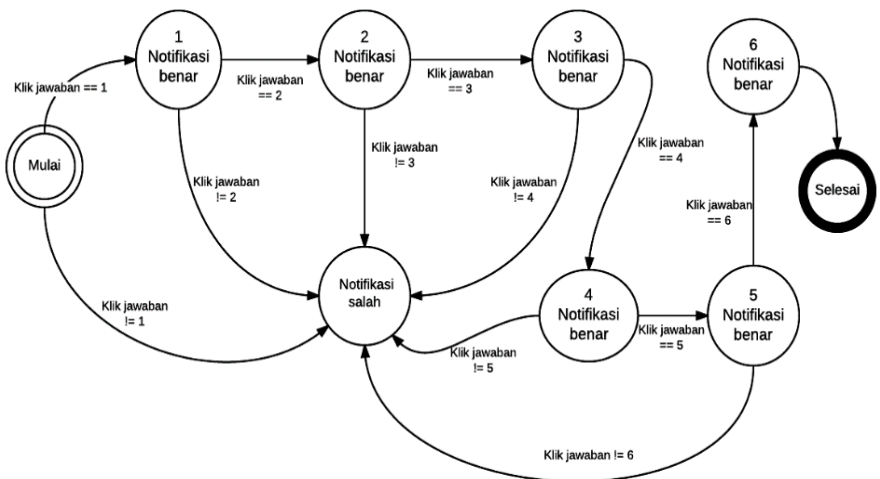 1
Notifikasi
benar
2
Notifikasi
benar
3
Notifikasi
benar
6
Notifikasi
benar
Klik jawaban == 1
Klik jawaban
== 2
Klik jawaban
== 3
Klik jawaban
== 4
Mulai
Klik jawaban
!= 2
Klik jawaban
!= 3
Klik jawaban
!= 4
Klik jawaban
== 6
Selesai
Notifikasi
salah
4
Notifikasi
benar
5
Notifikasi
benar
Klik jawaban
!= 1
Klik jawaban
!= 5
Klik jawaban
== 5
Klik jawaban != 6